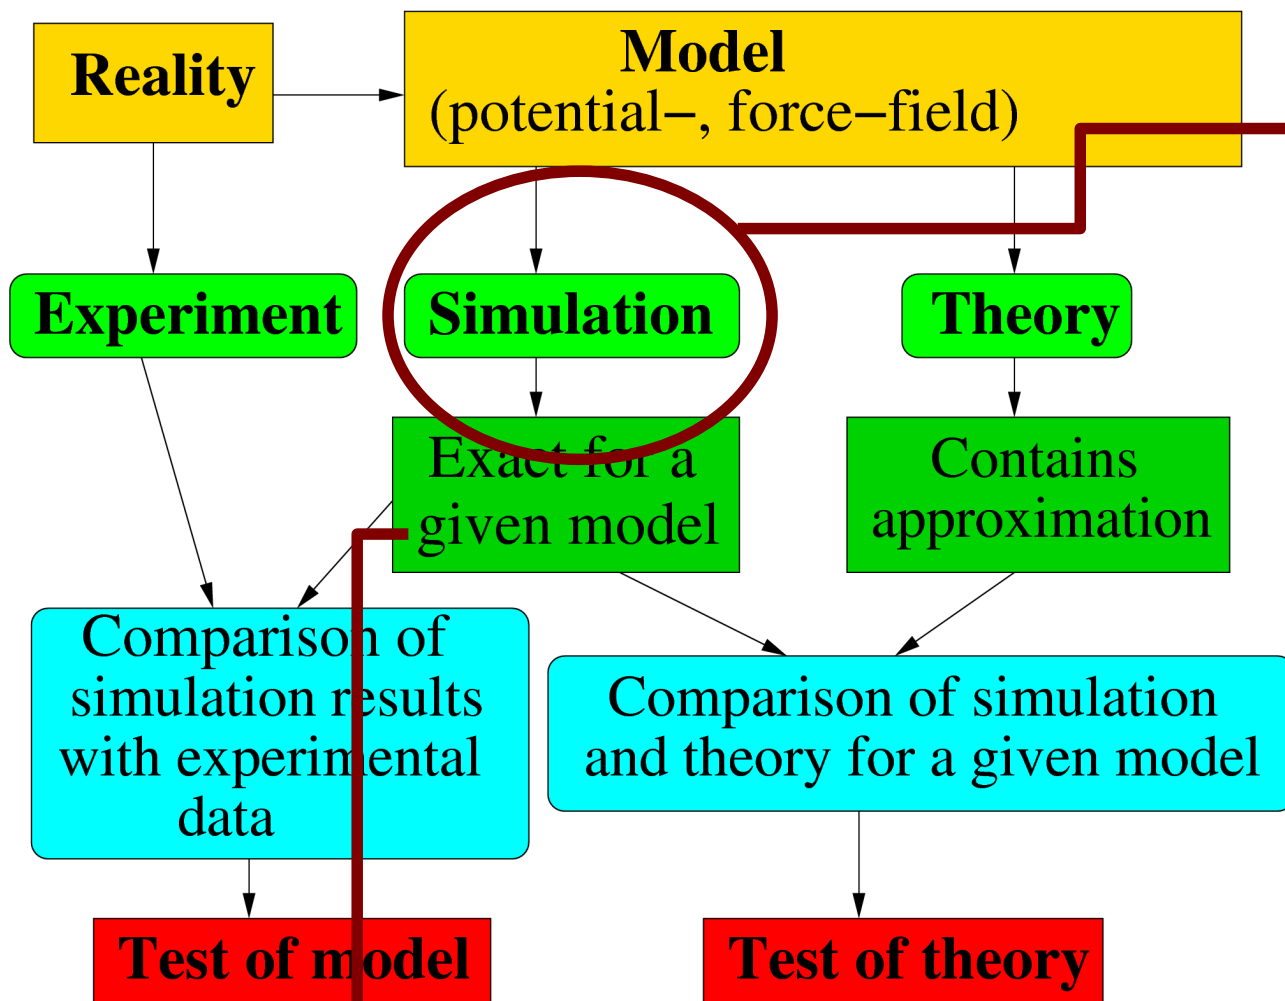 Reality
Model
(potential−, force−field)
Experiment
Simulation
Theory
Exact for a
given model
Contains
approximation
Comparison of
simulation results
with experimental
data
Comparison of simulation
and theory for a given model
Test of model
Test of theory